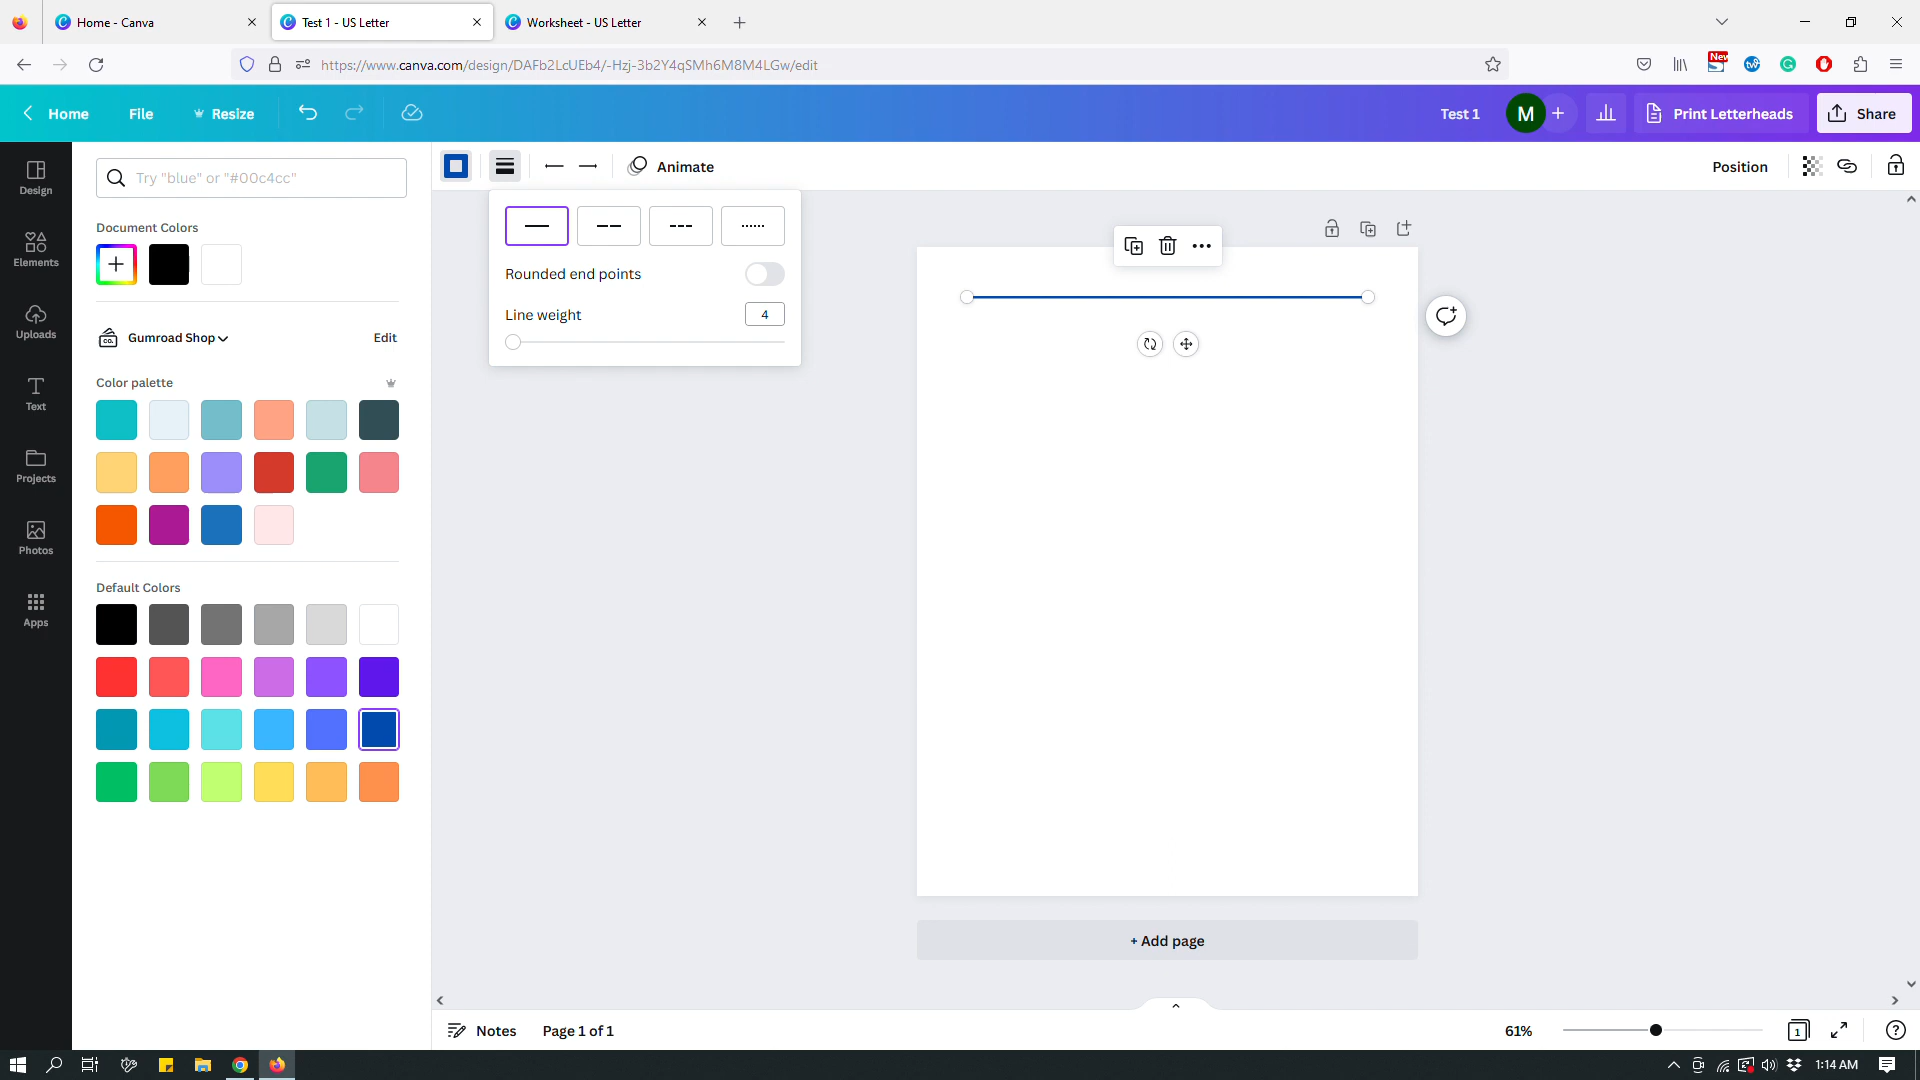 Home - Canva
Test 1 - US Letter
Worksheet - US Letter
https://www.canva.com/design/DAFb2LcUEb4/-Hzj-3b2Y4qSMh6M8M4LGw/edit
New
Home
File
Resize
Test 1
M
Print Letterheads
Share
Design
Elements
Uploads
Text
Projects
Photos
Apps
Try "blue" or "#00c4cc"
Document Colors
CO.
Gumroad Shop
Edit
Color palette
Default Colors
Animate
Position
Rounded end points
Line weight
4
+ Add page
Notes
Page 1 of 1
61%
1
1:14 AM